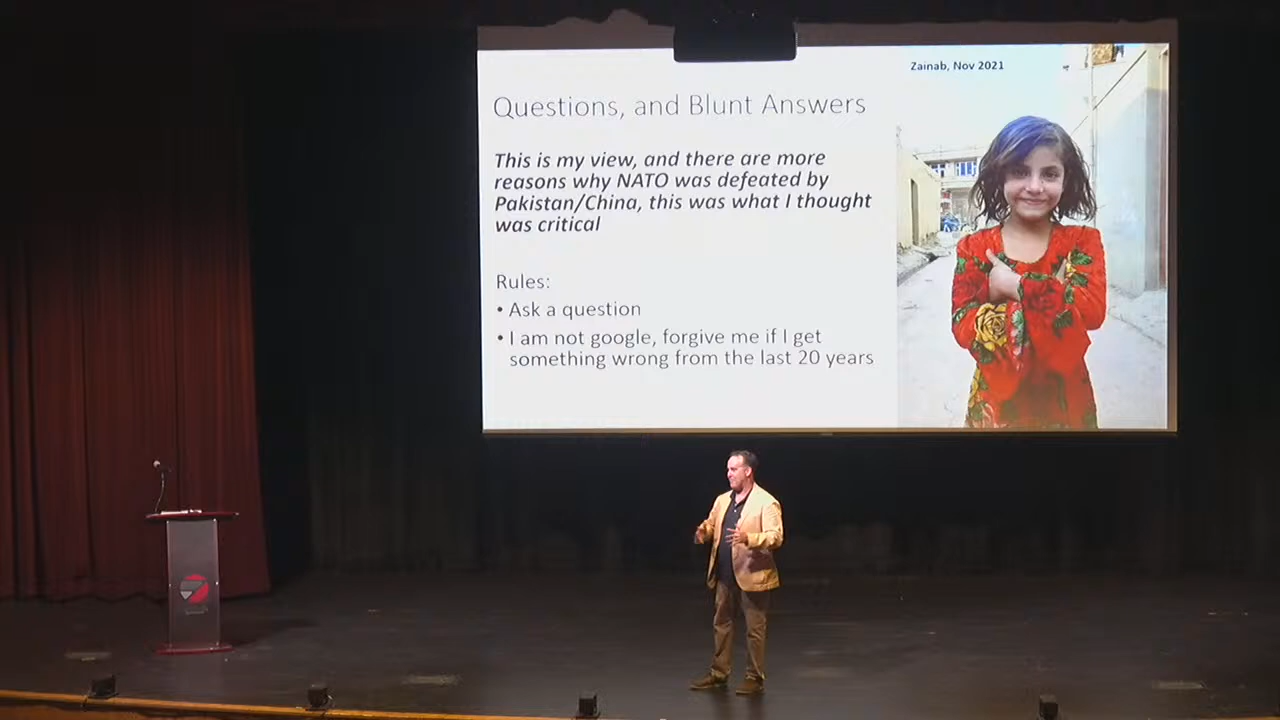 Zainab, Nov 2021
Questions, and Blunt Answers
This is my view, and there are more
reasons why NATO was defeated by
Pakistan/China, this was what I thought
was critical
Rules:
• Ask a question
• I am not google, forgive me if I get
something wrong from the last 20 years